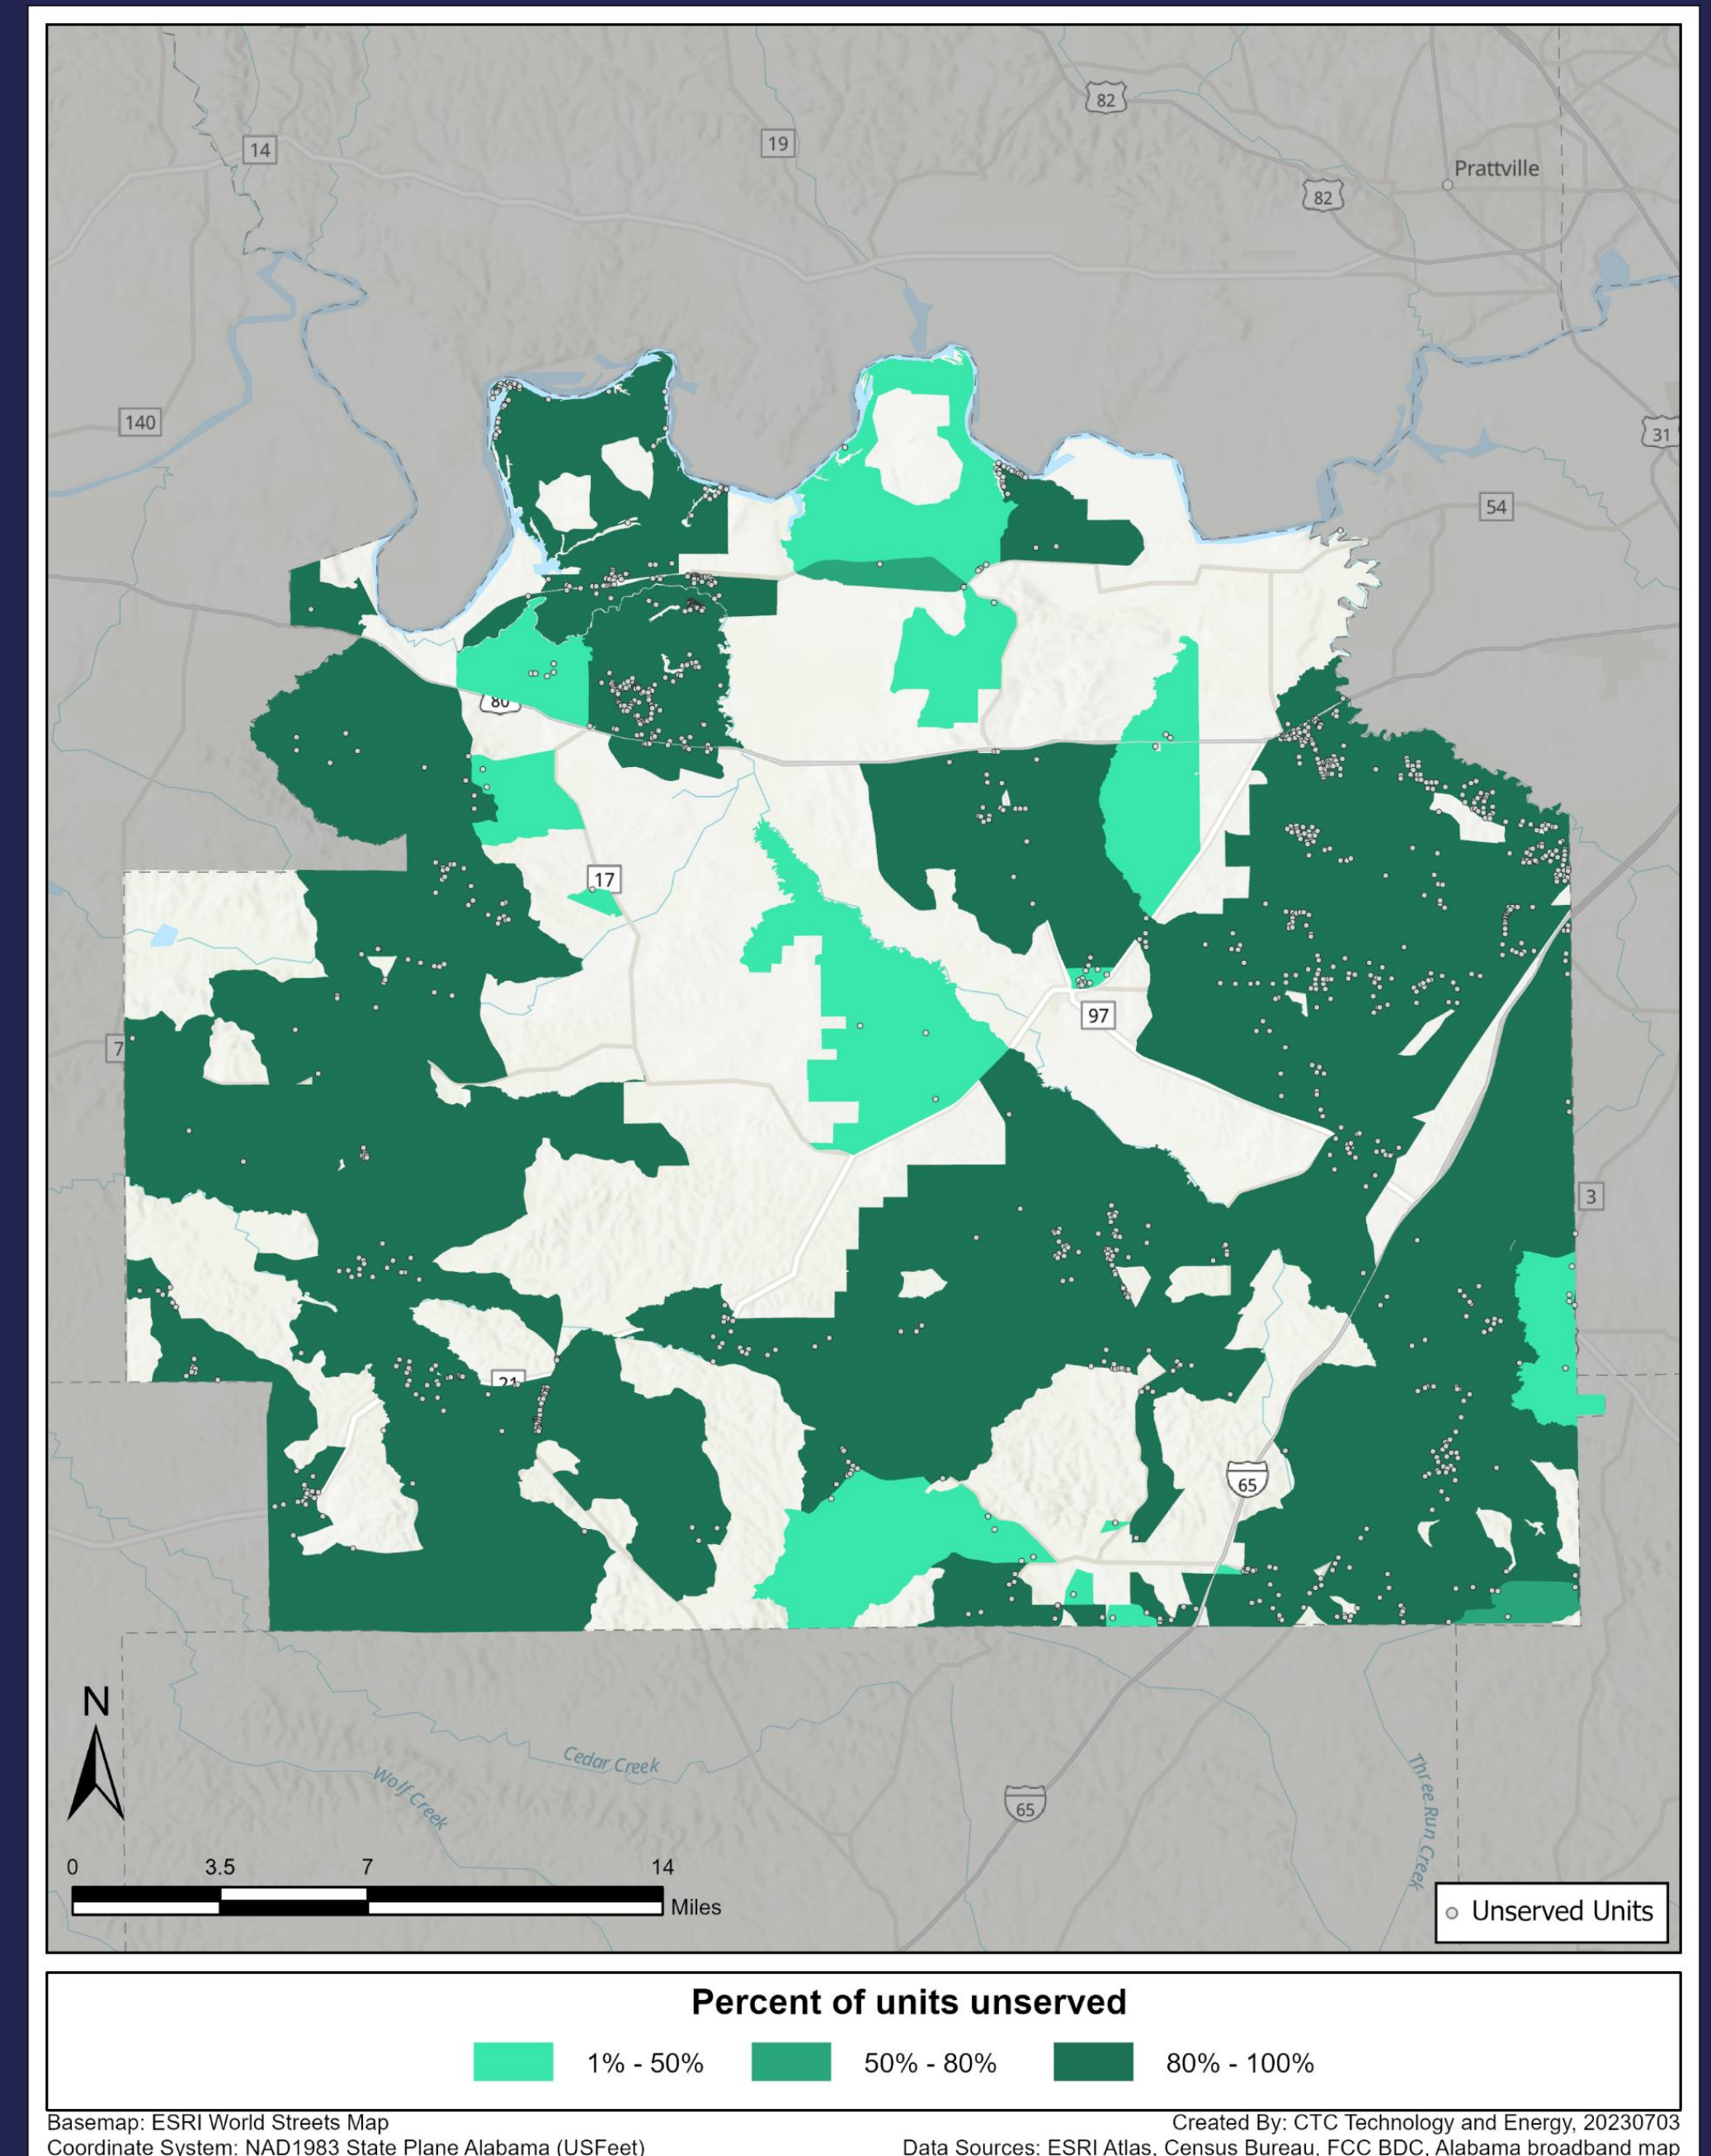 82
14
19
Prattville
82
140
31
54
80
17
97
7
3
21
65
N
Cedar Creek
Wolf Creek
65
Three Run Creek
0 3.5 7 14
Miles
Unserved Units
Percent of units unserved
1% - 50% 50% - 80% 80% - 100%
Basemap: ESRI World Streets Map
Created By: CTC Technology and Energy, 20230703
Coordinate System: NAD1983 State Plane Alabama (USFeet)
Data Sources: ESRI Atlas, Census Bureau, FCC BDC, Alabama broadband map